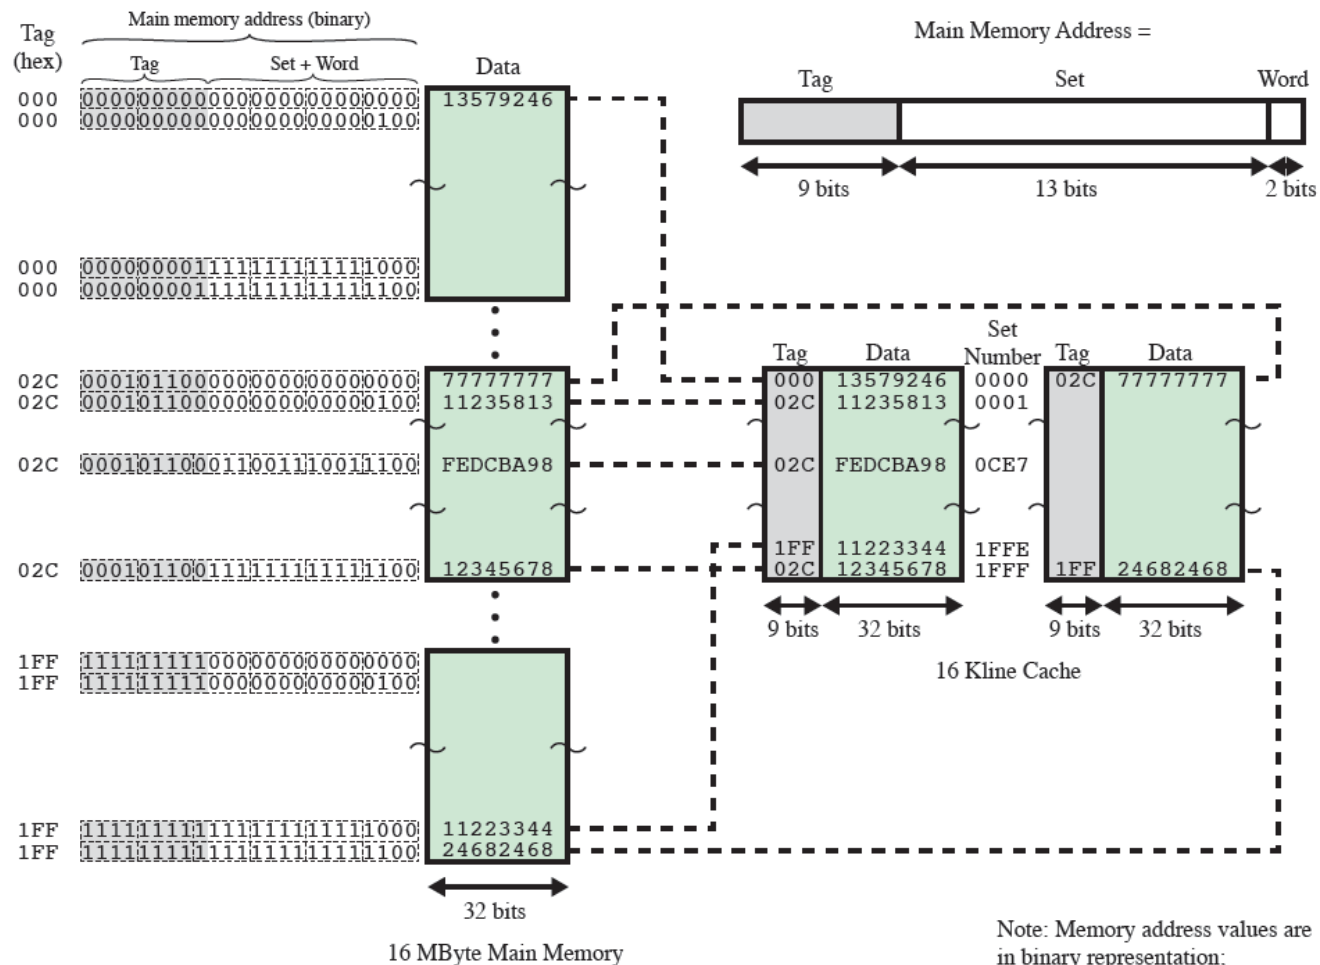 Main memory address (binary)
Tag
(hex)
Tag
Set + Word
Data
Main Memory Address =
Tag
Set
Word
9 bits
13 bits
2 bits
000 000000000000000000000000 13579246
000 000000000000000000000100
000 000000001111111111111000
000 000000001111111111111100
02C 000101100000000000000000 77777777
02C 000101100000000000000100 11235813
02C 000101100011001110011100 FEDCBA98
02C 000101100111111111111100 12345678
1FF 111111111000000000000000
1FF 111111111000000000000100
1FF 111111111111111111111000 11223344
1FF 111111111111111111111100 24682468
32 bits
16 MByte Main Memory
Tag
Data
Set
Number
Tag
Data
000 13579246 0000 02C 77777777
02C 11235813 0001
02C FEDCBA98 0CE7
1FF 11223344 1FFE
02C 12345678 1FFF 1FF 24682468
9 bits
32 bits
9 bits
32 bits
16 Kline Cache
Note: Memory address values are
in binary representation;